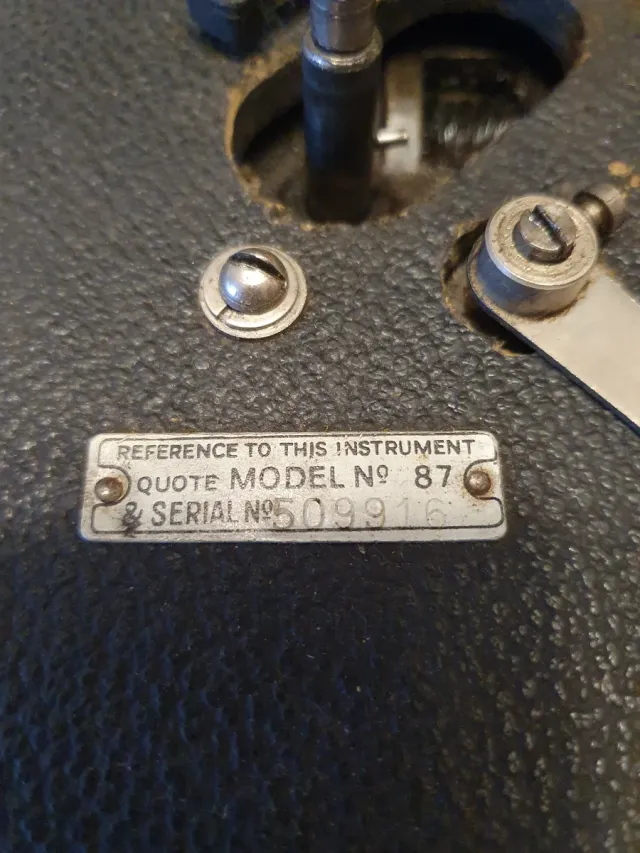 REFERENCE TO THIS INSTRUMENT
QUOTE MODEL Nº 87
& SERIAL Nº 509916